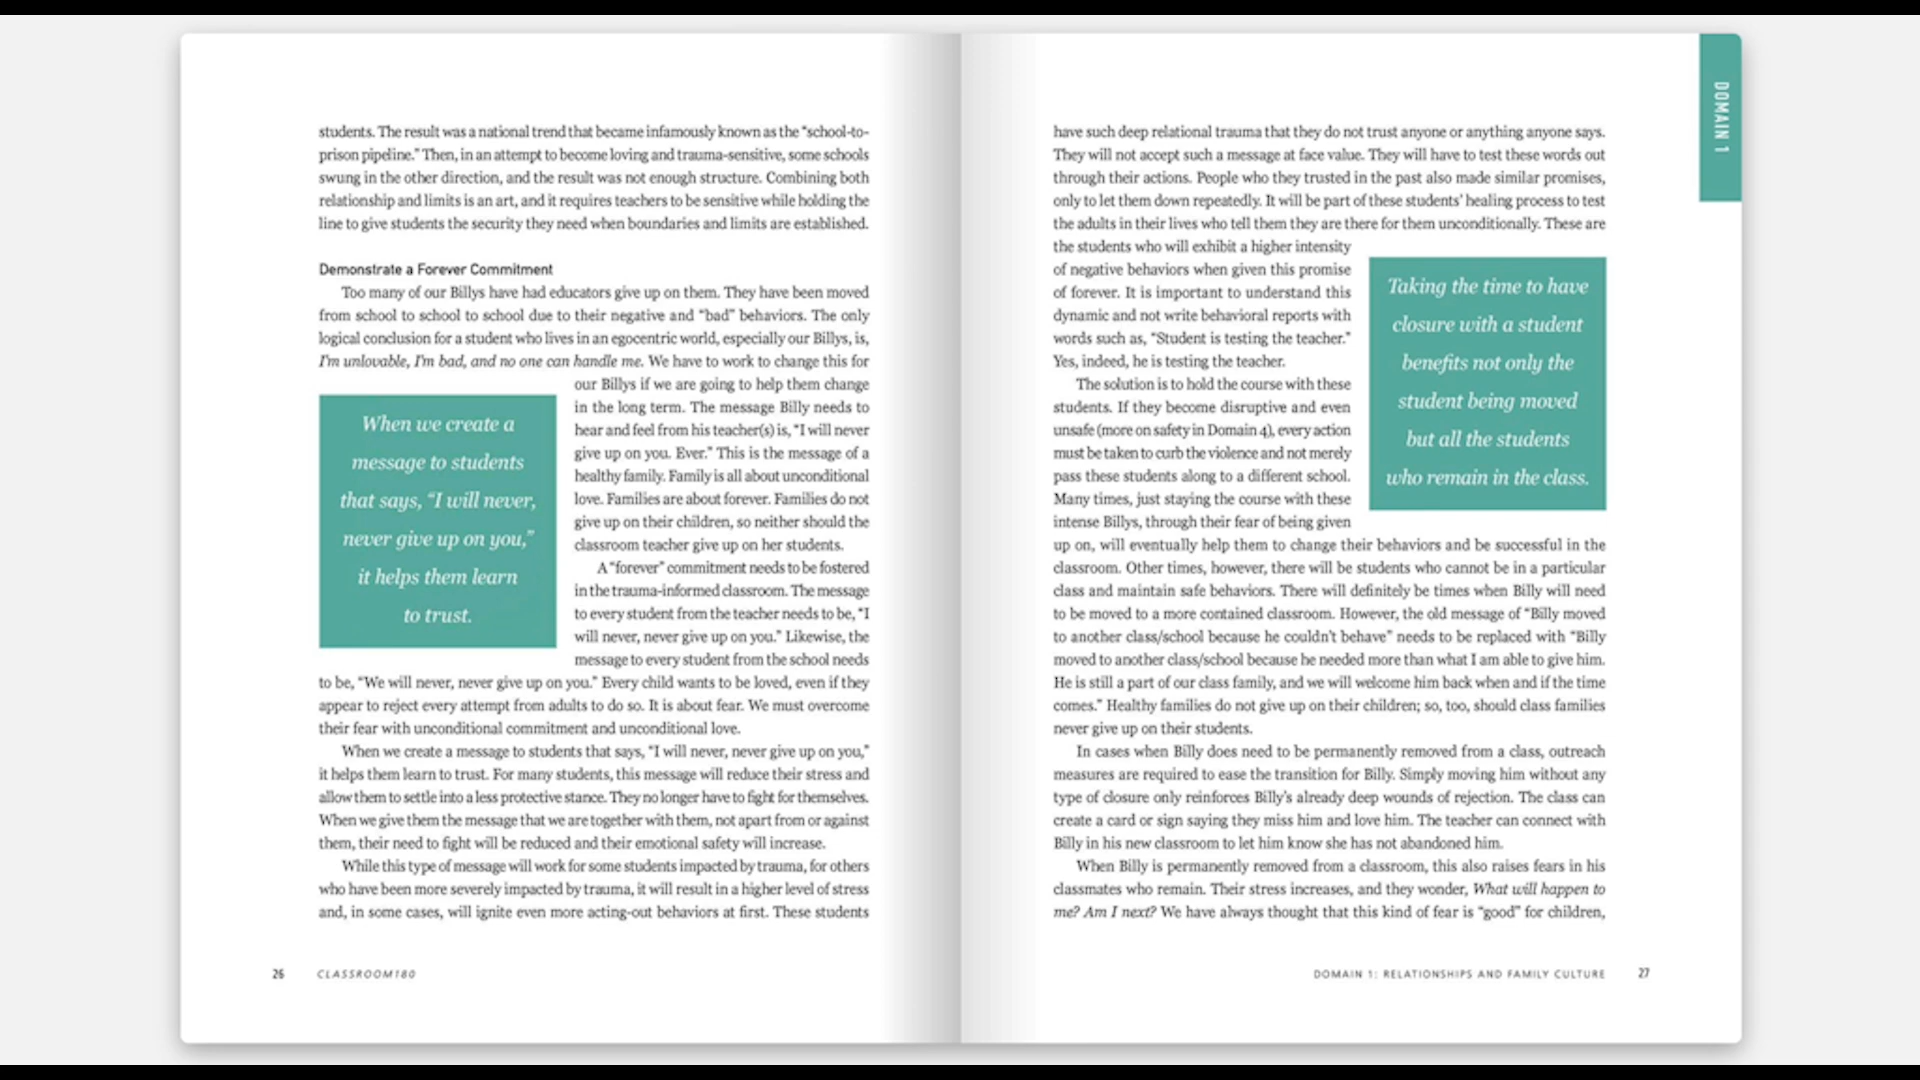 students. The result was a national trend that became infamously known as the “school-to-
prison pipeline.” Then, in an attempt to become loving and trauma-sensitive, some schools
swung in the other direction, and the result was not enough structure. Combining both
relationship and limits is an art, and it requires teachers to be sensitive while holding the
line to give students the security they need when boundaries and limits are established.
Demonstrate a Forever Commitment
Too many of our Billys have had educators give up on them. They have been moved
from school to school to school due to their negative and “bad” behaviors. The only
logical conclusion for a student who lives in an egocentric world, especially our Billys, is,
I’m unlovable, I’m bad, and no one can handle me. We have to work to change this for
our Billys if we are going to help them change
in the long term. The message Billy needs to
hear and feel from his teacher(s) is, “I will never
give up on you. Ever.” This is the message of a
healthy family. Family is all about unconditional
love. Families are about forever. Families do not
give up on their children, so neither should the
classroom teacher give up on her students.
A “forever” commitment needs to be fostered
in the trauma-informed classroom. The message
to every student from the teacher needs to be, “I
will never, never give up on you.” Likewise, the
message to every student from the school needs
to be, “We will never, never give up on you.” Every child wants to be loved, even if they
appear to reject every attempt from adults to do so. It is about fear. We must overcome
their fear with unconditional commitment and unconditional love.
When we create a message to students that says, “I will never, never give up on you,”
it helps them learn to trust. For many students, this message will reduce their stress and
allow them to settle into a less protective stance. They no longer have to fight for themselves.
When we give them the message that we are together with them, not apart from or against
them, their need to fight will be reduced and their emotional safety will increase.
While this type of message will work for some students impacted by trauma, for others
who have been more severely impacted by trauma, it will result in a higher level of stress
and, in some cases, will ignite even more acting-out behaviors at first. These students
When we create a
message to students
that says, “I will never,
never give up on you,”
it helps them learn
to trust.
26 CLASSROOM180
DOMAIN 1
have such deep relational trauma that they do not trust anyone or anything anyone says.
They will not accept such a message at face value. They will have to test these words out
through their actions. People who they trusted in the past also made similar promises,
only to let them down repeatedly. It will be part of these students’ healing process to test
the adults in their lives who tell them they are there for them unconditionally. These are
the students who will exhibit a higher intensity
of negative behaviors when given this promise
of forever. It is important to understand this
dynamic and not write behavioral reports with
words such as, “Student is testing the teacher.”
Yes, indeed, he is testing the teacher.
The solution is to hold the course with these
students. If they become disruptive and even
unsafe (more on safety in Domain 4), every action
must be taken to curb the violence and not merely
pass these students along to a different school.
Many times, just staying the course with these
intense Billys, through their fear of being given
up on, will eventually help them to change their behaviors and be successful in the
classroom. Other times, however, there will be students who cannot be in a particular
class and maintain safe behaviors. There will definitely be times when Billy will need
to be moved to a more contained classroom. However, the old message of “Billy moved
to another class/school because he couldn’t behave” needs to be replaced with “Billy
moved to another class/school because he needed more than what I am able to give him.
He is still a part of our class family, and we will welcome him back when and if the time
comes.” Healthy families do not give up on their children; so, too, should class families
never give up on their students.
In cases when Billy does need to be permanently removed from a class, outreach
measures are required to ease the transition for Billy. Simply moving him without any
type of closure only reinforces Billy’s already deep wounds of rejection. The class can
create a card or sign saying they miss him and love him. The teacher can connect with
Billy in his new classroom to let him know she has not abandoned him.
When Billy is permanently removed from a classroom, this also raises fears in his
classmates who remain. Their stress increases, and they wonder, What will happen to
me? Am I next? We have always thought that this kind of fear is “good” for children,
Taking the time to have
closure with a student
benefits not only the
student being moved
but all the students
who remain in the class.
DOMAIN 1: RELATIONSHIPS AND FAMILY CULTURE 27